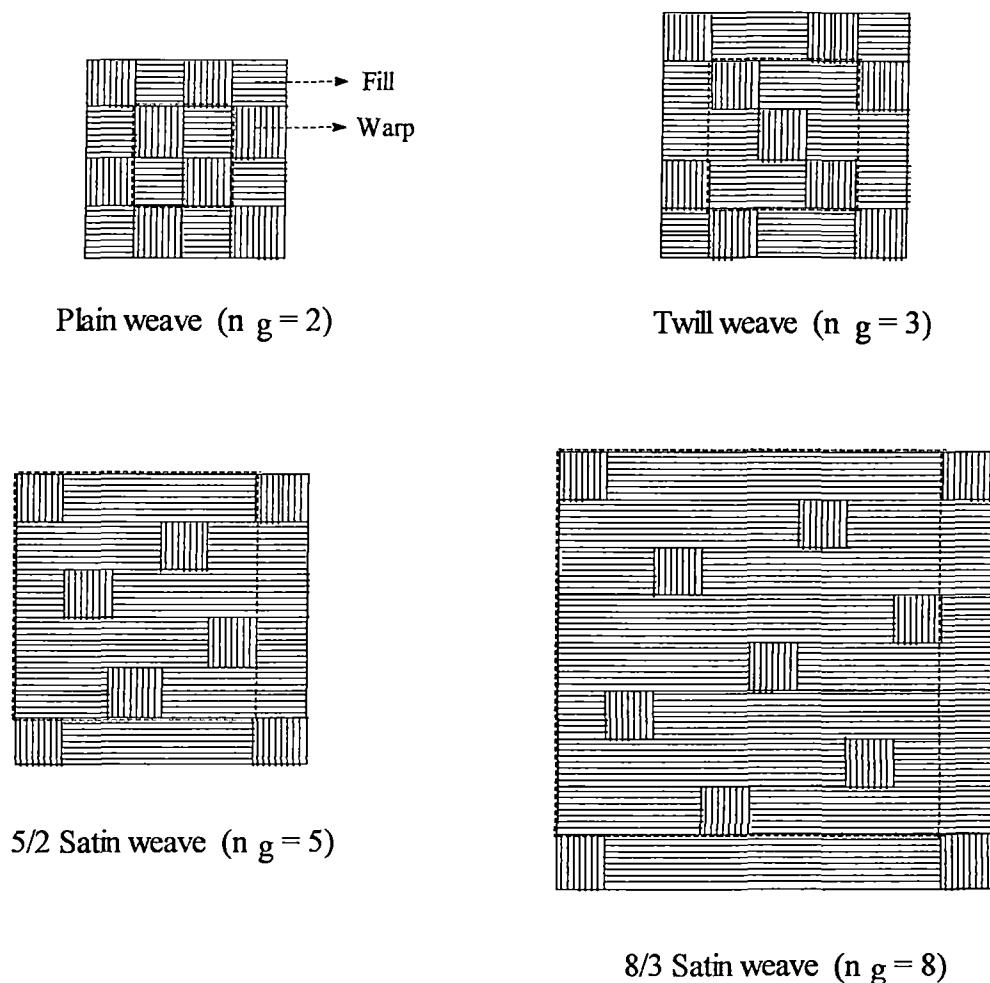 Fill
Warp
Plain weave (n g = 2)
Twill weave (n g = 3)
5/2 Satin weave (n g = 5)
8/3 Satin weave (n g = 8)